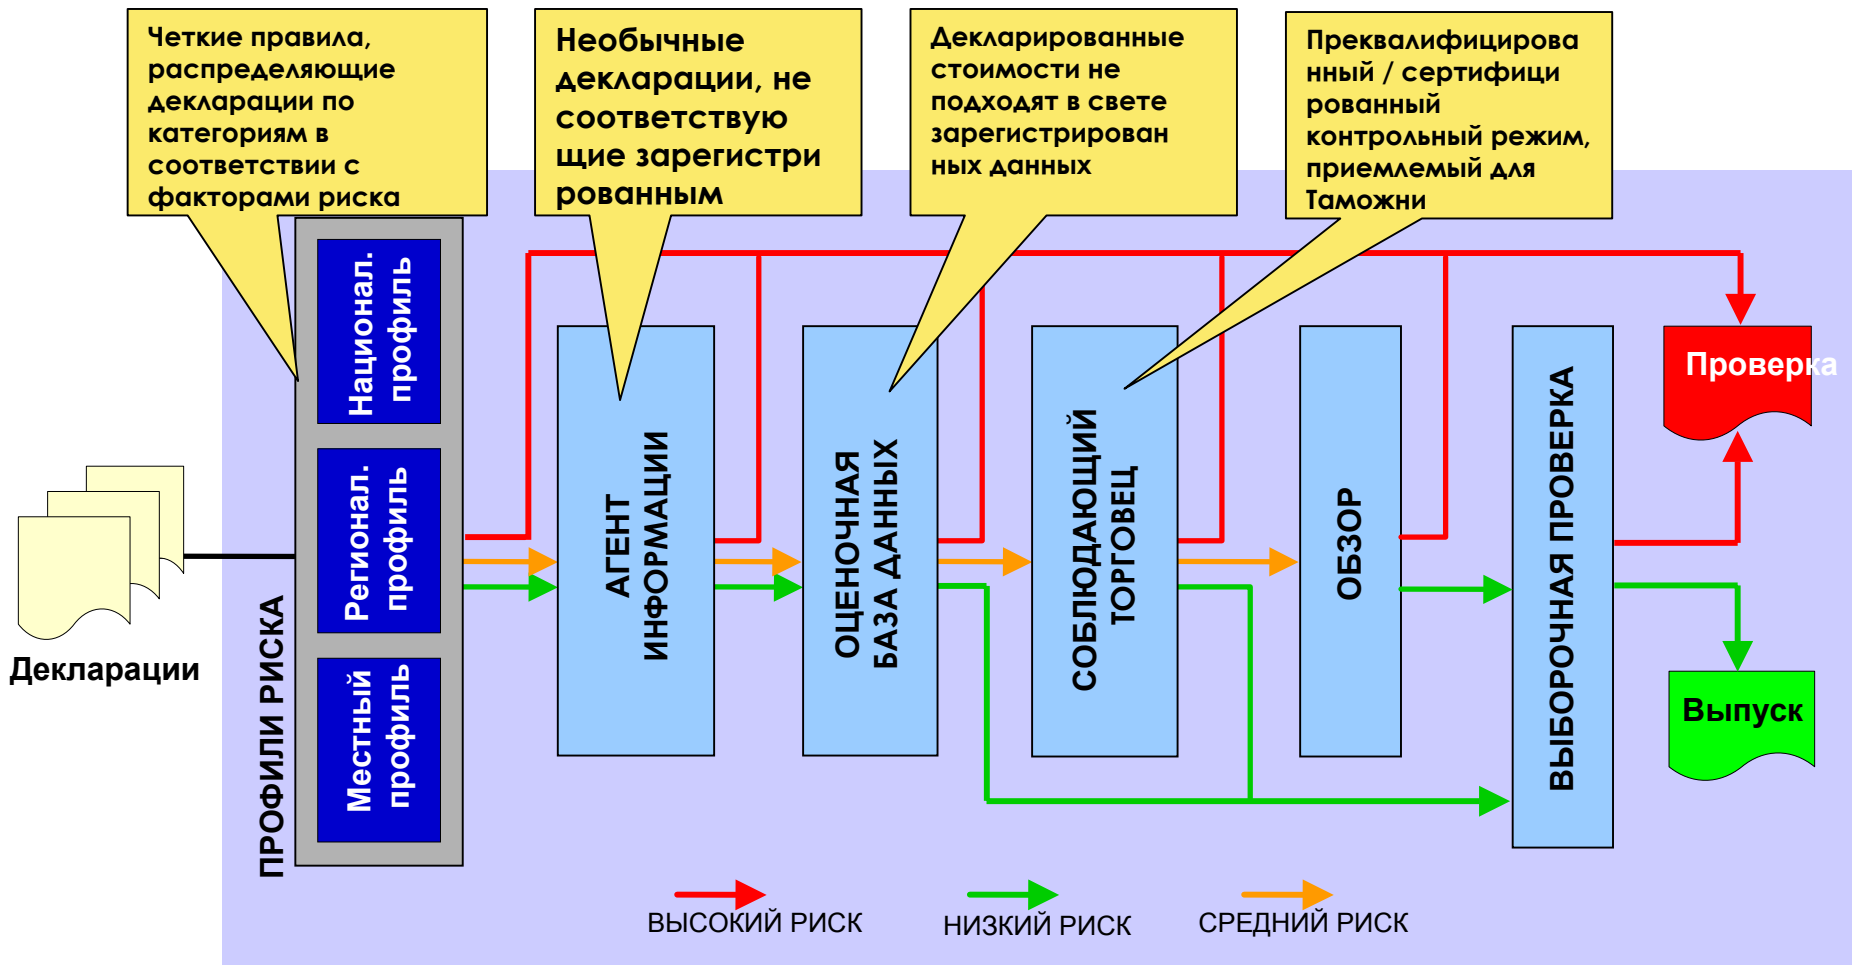 Четкие правила,
распределяющие
декларации по
категориям в
соответствии с
факторами риска
Необычные
декларации, не
соответствую
щие зарегистри
рованным
Декларированные
стоимости не
подходят в свете
зарегистрирован
ных данных
Преквалифицирова
нный / сертифици
рованный
контрольный режим,
приемлемый для
Таможни
Декларации
ПРОФИЛИ РИСКА
Национал.
профиль
Регионал.
профиль
Местный
профиль
АГЕНТ
ИНФОРМАЦИИ
ОЦЕНОЧНАЯ
БАЗА ДАННЫХ
СОБЛЮДАЮЩИЙ
ТОРГОВЕЦ
ОБЗОР
ВЫБОРОЧНАЯ ПРОВЕРКА
Проверка
Выпуск
ВЫСОКИЙ РИСК
НИЗКИЙ РИСК
СРЕДНИЙ РИСК